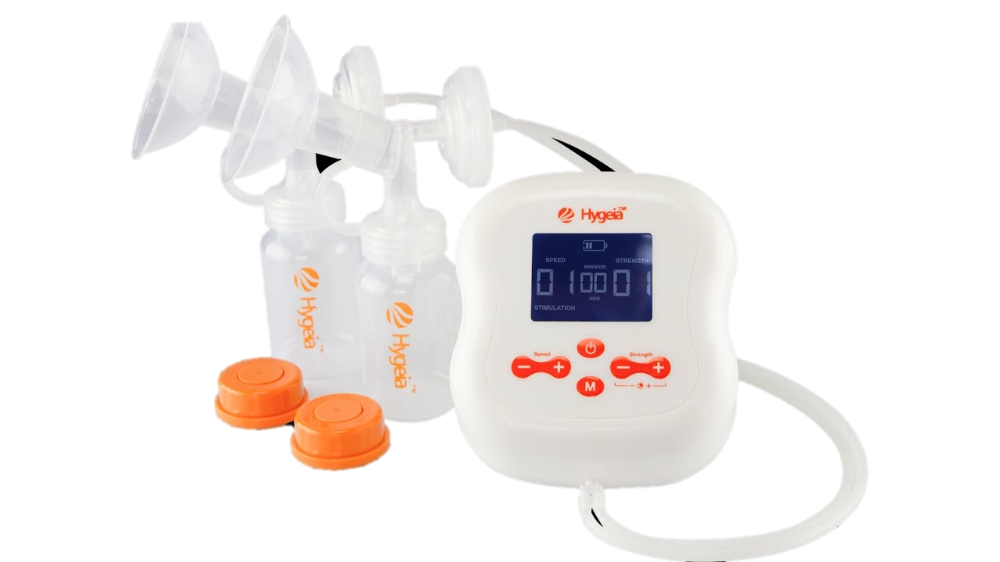 Hygeia™
SPEED
STRENGTH
session
01 00 01
min
STIMULATION
Speed
Strength
− +
− +
M
− +
Hygeia™
Hygeia™